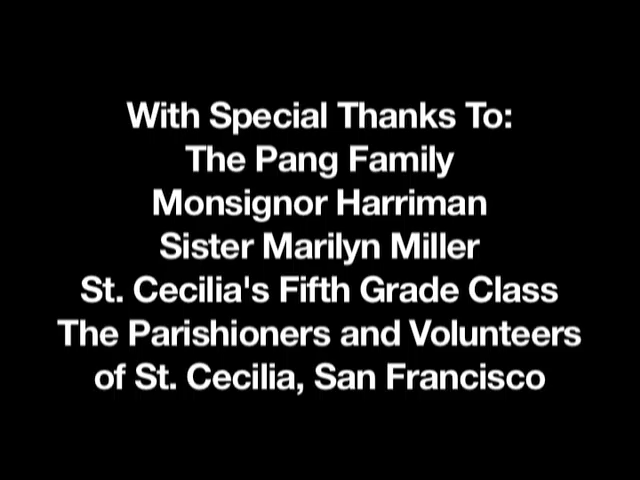 With Special Thanks To:
The Pang Family
Monsignor Harriman
Sister Marilyn Miller
St. Cecilia's Fifth Grade Class
The Parishioners and Volunteers
of St. Cecilia, San Francisco